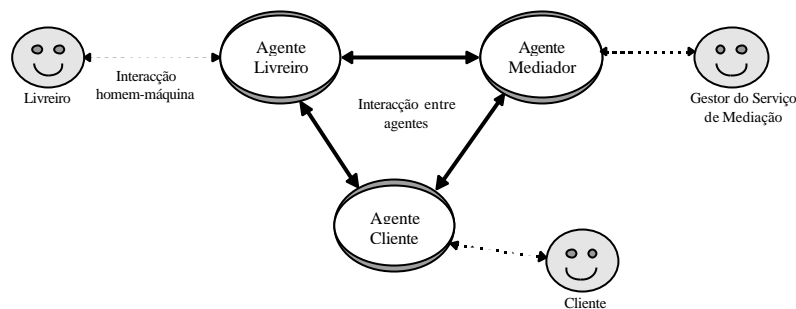 Agente
Livreiro
Agente
Mediador
Interacção
homem-máquina
Livreiro
Interacção entre
agentes
Gestor do Serviço
de Mediação
Agente
Cliente
Cliente